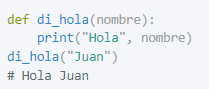 def di_hola(nombre):
    print("Hola", nombre)
di_hola("Juan")
# Hola Juan